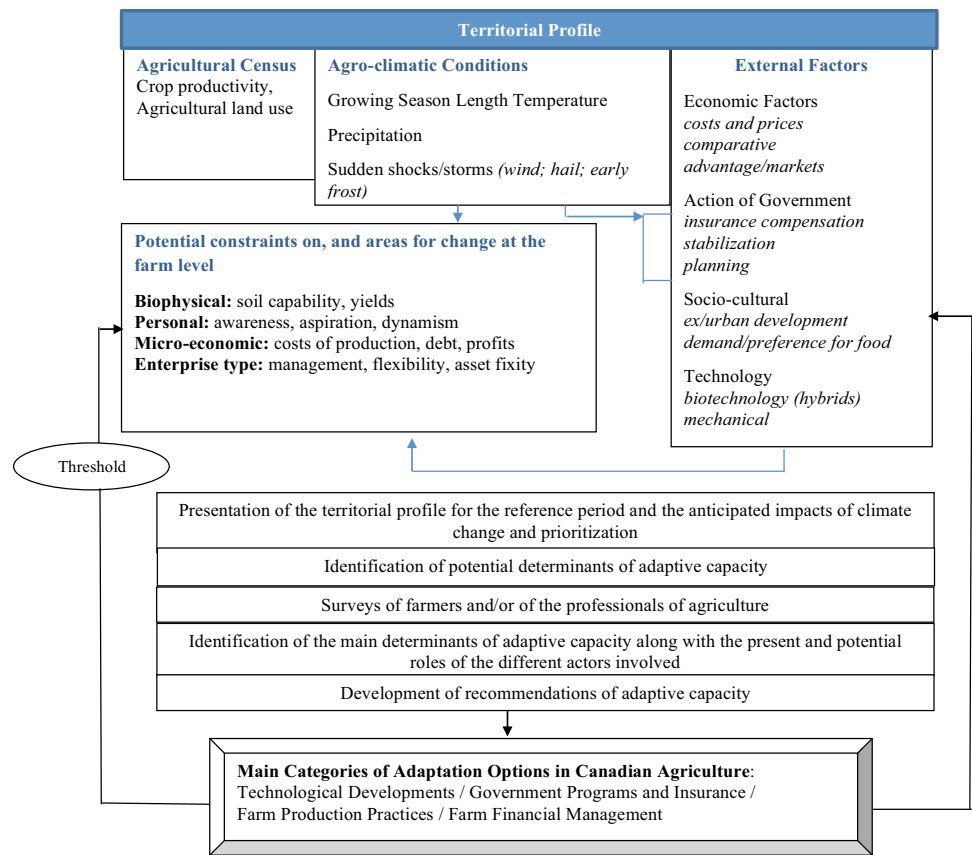 Territorial Profile
Agricultural Census
Crop productivity,
Agricultural land use
Agro-climatic Conditions
Growing Season Length Temperature
Precipitation
Sudden shocks/storms (wind; hail; early
frost)
External Factors
Economic Factors
costs and prices
comparative
advantage/markets
Action of Government
insurance compensation
stabilization
planning
Socio-cultural
ex/urban development
demand/preference for food
Technology
biotechnology (hybrids)
mechanical
Potential constraints on, and areas for change at the
farm level
Biophysical: soil capability, yields
Personal: awareness, aspiration, dynamism
Micro-economic: costs of production, debt, profits
Enterprise type: management, flexibility, asset fixity
Threshold
Presentation of the territorial profile for the reference period and the anticipated impacts of climate
change and prioritization
Identification of potential determinants of adaptive capacity
Surveys of farmers and/or of the professionals of agriculture
Identification of the main determinants of adaptive capacity along with the present and potential
roles of the different actors involved
Development of recommendations of adaptive capacity
Main Categories of Adaptation Options in Canadian Agriculture:
Technological Developments / Government Programs and Insurance /
Farm Production Practices / Farm Financial Management